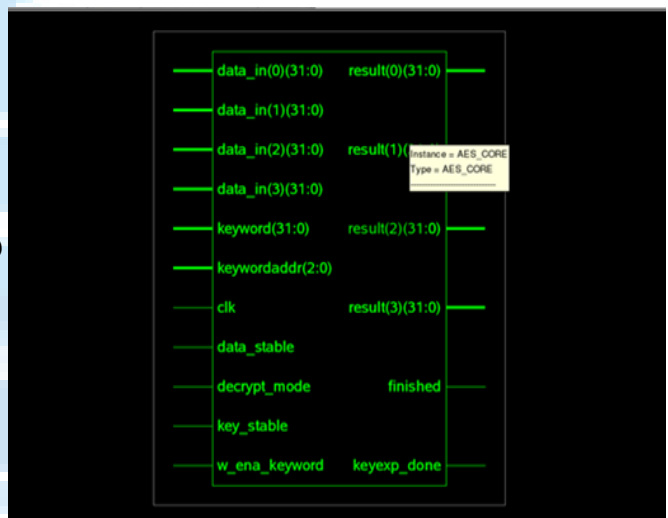 data_in(0)(31:0) result(0)(31:0)
data_in(1)(31:0)
data_in(2)(31:0) result(1)(
Instance = AES_CORE
Type = AES_CORE
data_in(3)(31:0)
keyword(31:0) result(2)(31:0)
keywordaddr(2:0)
clk result(3)(31:0)
data_stable
decrypt_mode finished
key_stable
w_ena_keyword keyexp_done